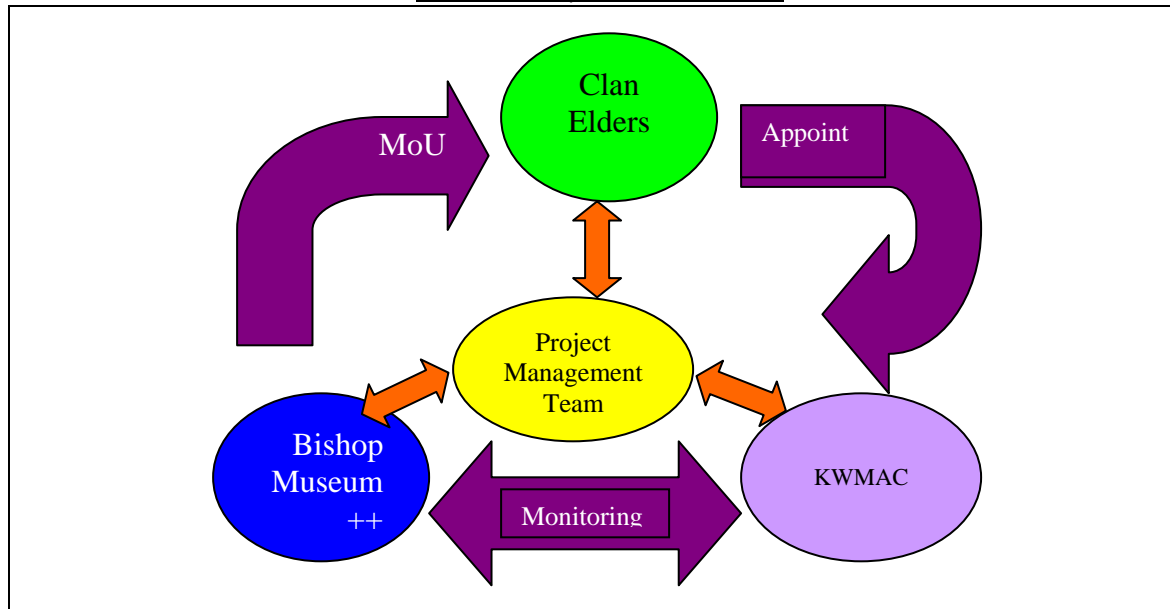 Clan
Elders
MoU
Appoint
Project
Management
Team
Bishop
Museum
++
KWMAC
Monitoring